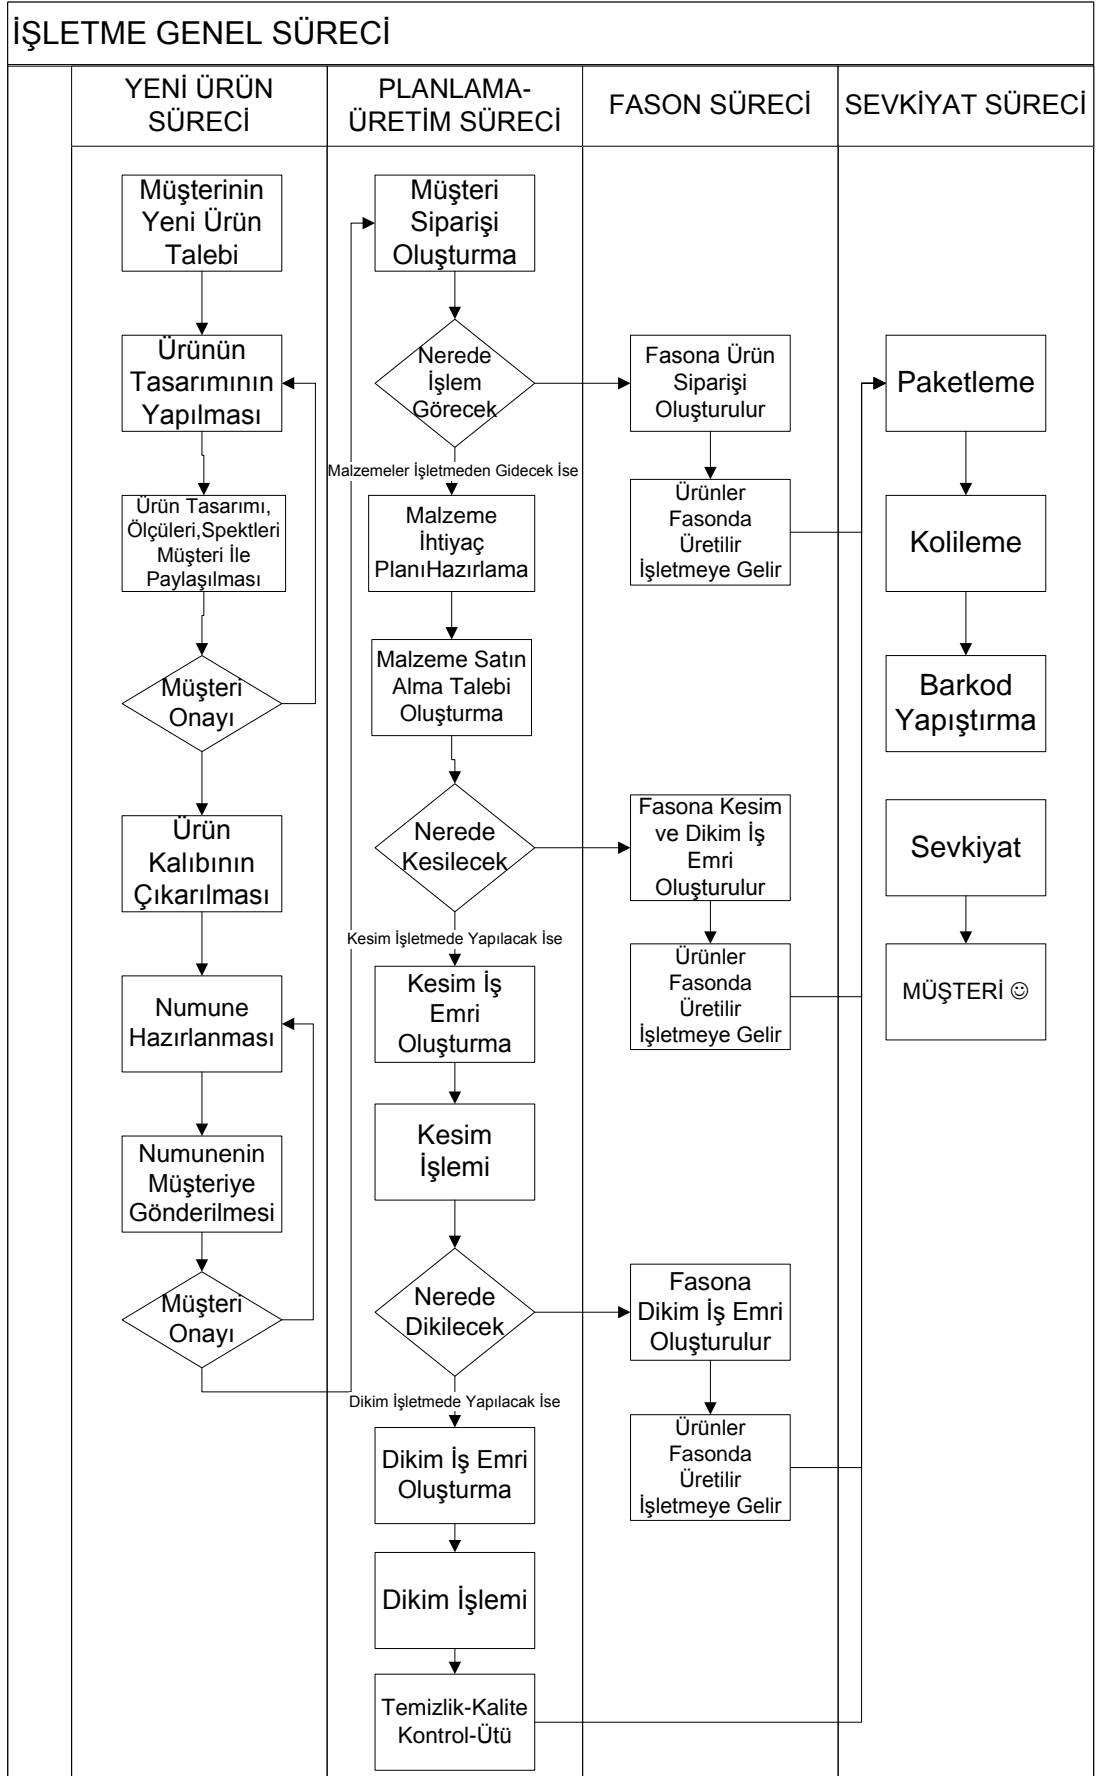 İŞLETME GENEL SÜRECİ
YENİ ÜRÜN
SÜRECİ
Müşterinin
Yeni Ürün
Talebi
Ürünün
Tasarımının
Yapılması
Ürün Tasarımı,
Ölçüleri,Spektleri
Müşteri İle
Paylaşılması
Müşteri
Onayı
Ürün
Kalıbının
Çıkarılması
Numune
Hazırlanması
Numunenin
Müşteriye
Gönderilmesi
Müşteri
Onayı
PLANLAMA-
ÜRETİM SÜRECİ
Müşteri
Siparişi
Oluşturma
Nerede
İşlem
Görecek
Malzemeler İşletmeden Gidecek İse
Malzeme
İhtiyaç
PlanıHazırlama
Malzeme Satın
Alma Talebi
Oluşturma
Nerede
Kesilecek
Kesim İşletmede Yapılacak İse
Kesim İş
Emri
Oluşturma
Kesim
İşlemi
Nerede
Dikilecek
Dikim İşletmede Yapılacak İse
Dikim İş Emri
Oluşturma
Dikim İşlemi
Temizlik-Kalite
Kontrol-Ütü
FASON SÜRECİ
Fasona Ürün
Siparişi
Oluşturulur
Ürünler
Fasonda
Üretilir
İşletmeye Gelir
Fasona Kesim
ve Dikim İş
Emri
Oluşturulur
Ürünler
Fasonda
Üretilir
İşletmeye Gelir
Fasona
Dikim İş Emri
Oluşturulur
Ürünler
Fasonda
Üretilir
İşletmeye Gelir
SEVKİYAT SÜRECİ
Paketleme
Kolileme
Barkod
Yapıştırma
Sevkiyat
MÜŞTERİ ☺